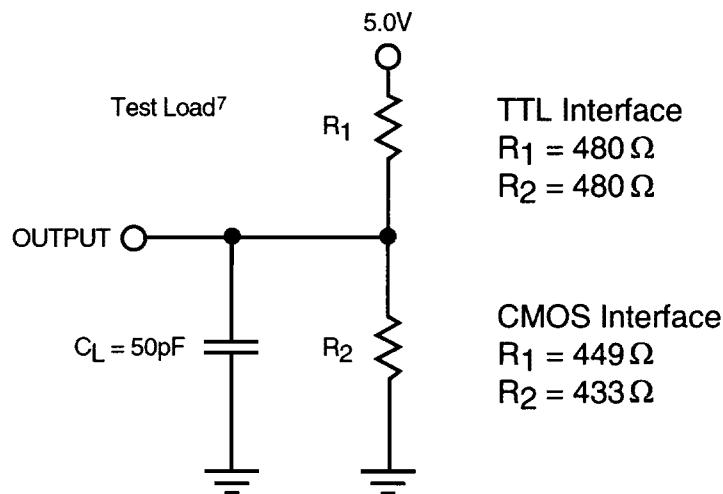 5.0V
Test Load7
R1
TTL Interface
R1 = 480 Ω
R2 = 480 Ω
OUTPUT
CL = 50pF
R2
CMOS Interface
R1 = 449 Ω
R2 = 433 Ω